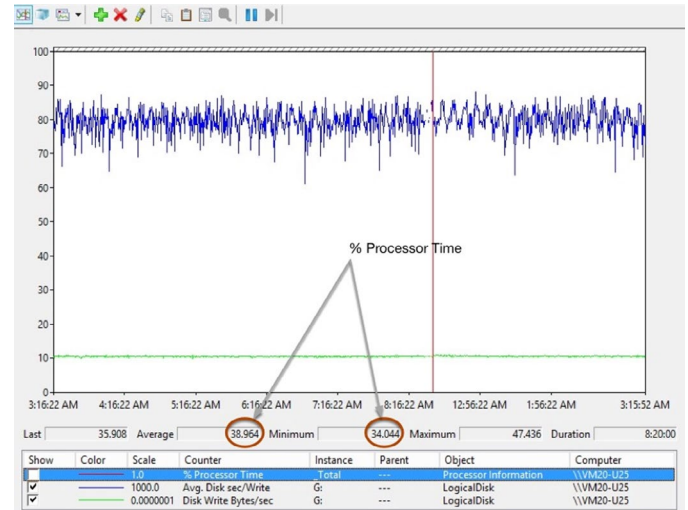 100
90
80
70
60
50
% Processor Time
40
30
20
10
0
3:16:22 AM 4:16:22 AM 5:16:22 AM 6:16:22 AM 7:16:22 AM 8:16:22 AM 12:56:22 AM 1:56:22 AM 3:15:52 AM
Last 35.908 Average 38.964 Minimum 34.044 Maximum 47.436 Duration 8:20:00
Show Color Scale Counter Instance Parent Object Computer
1.0 % Processor Time _Total --- Processor Information \\VM20-U25
1000.0 Avg. Disk sec/Write G: --- LogicalDisk \\VM20-U25
0.0000001 Disk Write Bytes/sec G: --- LogicalDisk \\VM20-U25